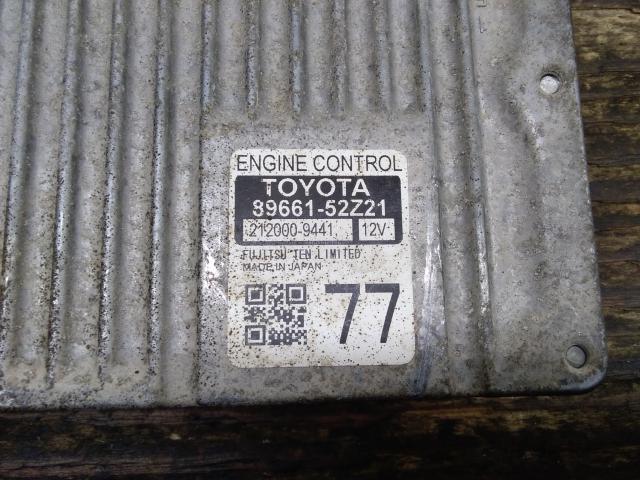 ENGINE CONTROL
TOYOTA
89661-52Z21
212000-9441 12V
FUJITSU TEN LIMITED
MADE IN JAPAN
77